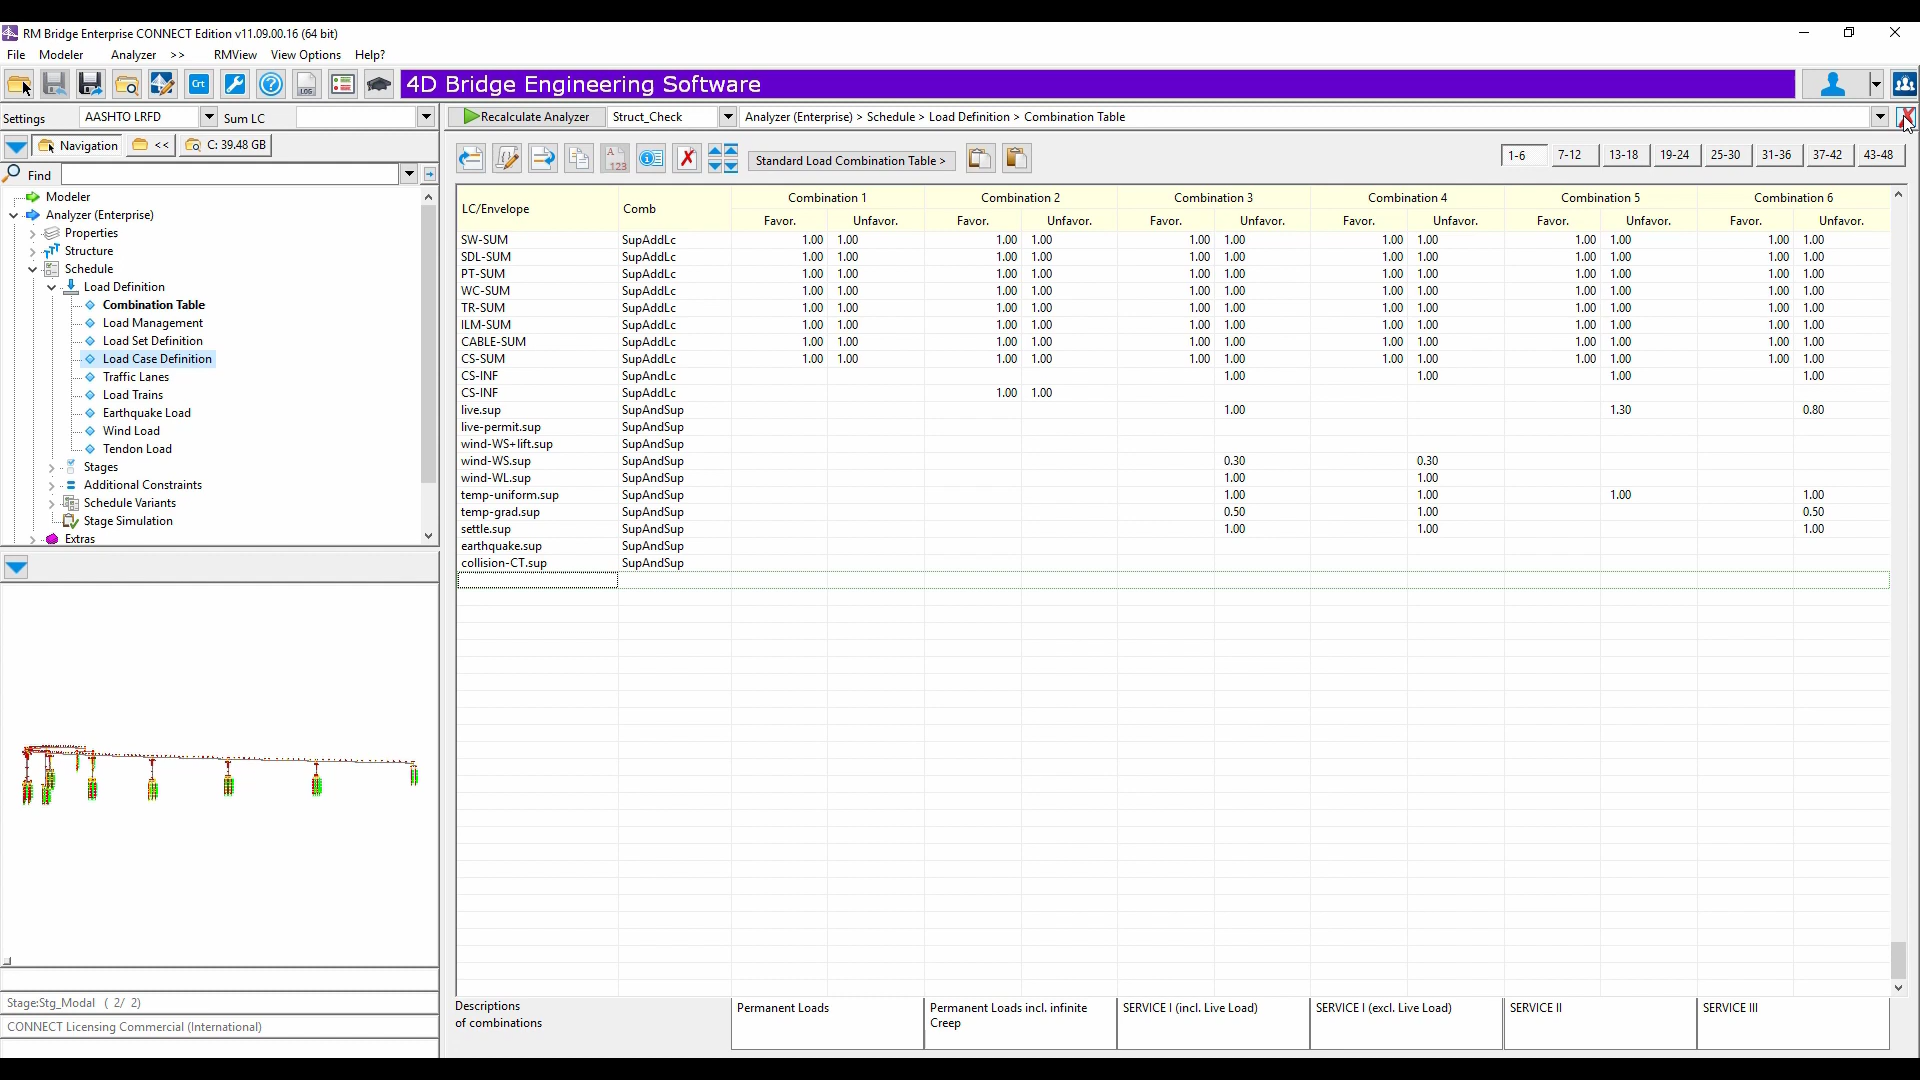 RM Bridge Enterprise CONNECT Edition v11.09.00.16 (64 bit)
File Modeler Analyzer >> RMView View Options Help?
Crt LOG 4D Bridge Engineering Software
Settings AASHTO LRFD Sum LC
Recalculate Analyzer Struct_Check Analyzer (Enterprise) > Schedule > Load Definition > Combination Table
Navigation << C: 39.48 GB
A 123 Standard Load Combination Table > 1-6 7-12 13-18 19-24 25-30 31-36 37-42 43-48
Find
Modeler
Analyzer (Enterprise)
Properties
Structure
Schedule
Load Definition
Combination Table
Load Management
Load Set Definition
Load Case Definition
Traffic Lanes
Load Trains
Earthquake Load
Wind Load
Tendon Load
Stages
Additional Constraints
Schedule Variants
Stage Simulation
Extras
LC/Envelope Comb Combination 1 Combination 2 Combination 3 Combination 4 Combination 5 Combination 6
Favor. Unfavor. Favor. Unfavor. Favor. Unfavor. Favor. Unfavor. Favor. Unfavor. Favor. Unfavor.
SW-SUM SupAddLc 1.00 1.00 1.00 1.00 1.00 1.00 1.00 1.00 1.00 1.00 1.00 1.00
SDL-SUM SupAddLc 1.00 1.00 1.00 1.00 1.00 1.00 1.00 1.00 1.00 1.00 1.00 1.00
PT-SUM SupAddLc 1.00 1.00 1.00 1.00 1.00 1.00 1.00 1.00 1.00 1.00 1.00 1.00
WC-SUM SupAddLc 1.00 1.00 1.00 1.00 1.00 1.00 1.00 1.00 1.00 1.00 1.00 1.00
TR-SUM SupAddLc 1.00 1.00 1.00 1.00 1.00 1.00 1.00 1.00 1.00 1.00 1.00 1.00
ILM-SUM SupAddLc 1.00 1.00 1.00 1.00 1.00 1.00 1.00 1.00 1.00 1.00 1.00 1.00
CABLE-SUM SupAddLc 1.00 1.00 1.00 1.00 1.00 1.00 1.00 1.00 1.00 1.00 1.00 1.00
CS-SUM SupAddLc 1.00 1.00 1.00 1.00 1.00 1.00 1.00 1.00 1.00 1.00 1.00 1.00
CS-INF SupAndLc 1.00 1.00 1.00 1.00
CS-INF SupAddLc 1.00 1.00
live.sup SupAndSup 1.00 1.30 0.80
live-permit.sup SupAndSup
wind-WS+lift.sup SupAndSup
wind-WS.sup SupAndSup 0.30 0.30
wind-WL.sup SupAndSup 1.00 1.00
temp-uniform.sup SupAndSup 1.00 1.00 1.00 1.00
temp-grad.sup SupAndSup 0.50 1.00 0.50
settle.sup SupAndSup 1.00 1.00 1.00
earthquake.sup SupAndSup
collision-CT.sup SupAndSup
Descriptions
of combinations
Permanent Loads
Permanent Loads incl. infinite
Creep
SERVICE I (incl. Live Load)
SERVICE I (excl. Live Load)
SERVICE II
SERVICE III
Stage:Stg_Modal ( 2/ 2)
CONNECT Licensing Commercial (International)